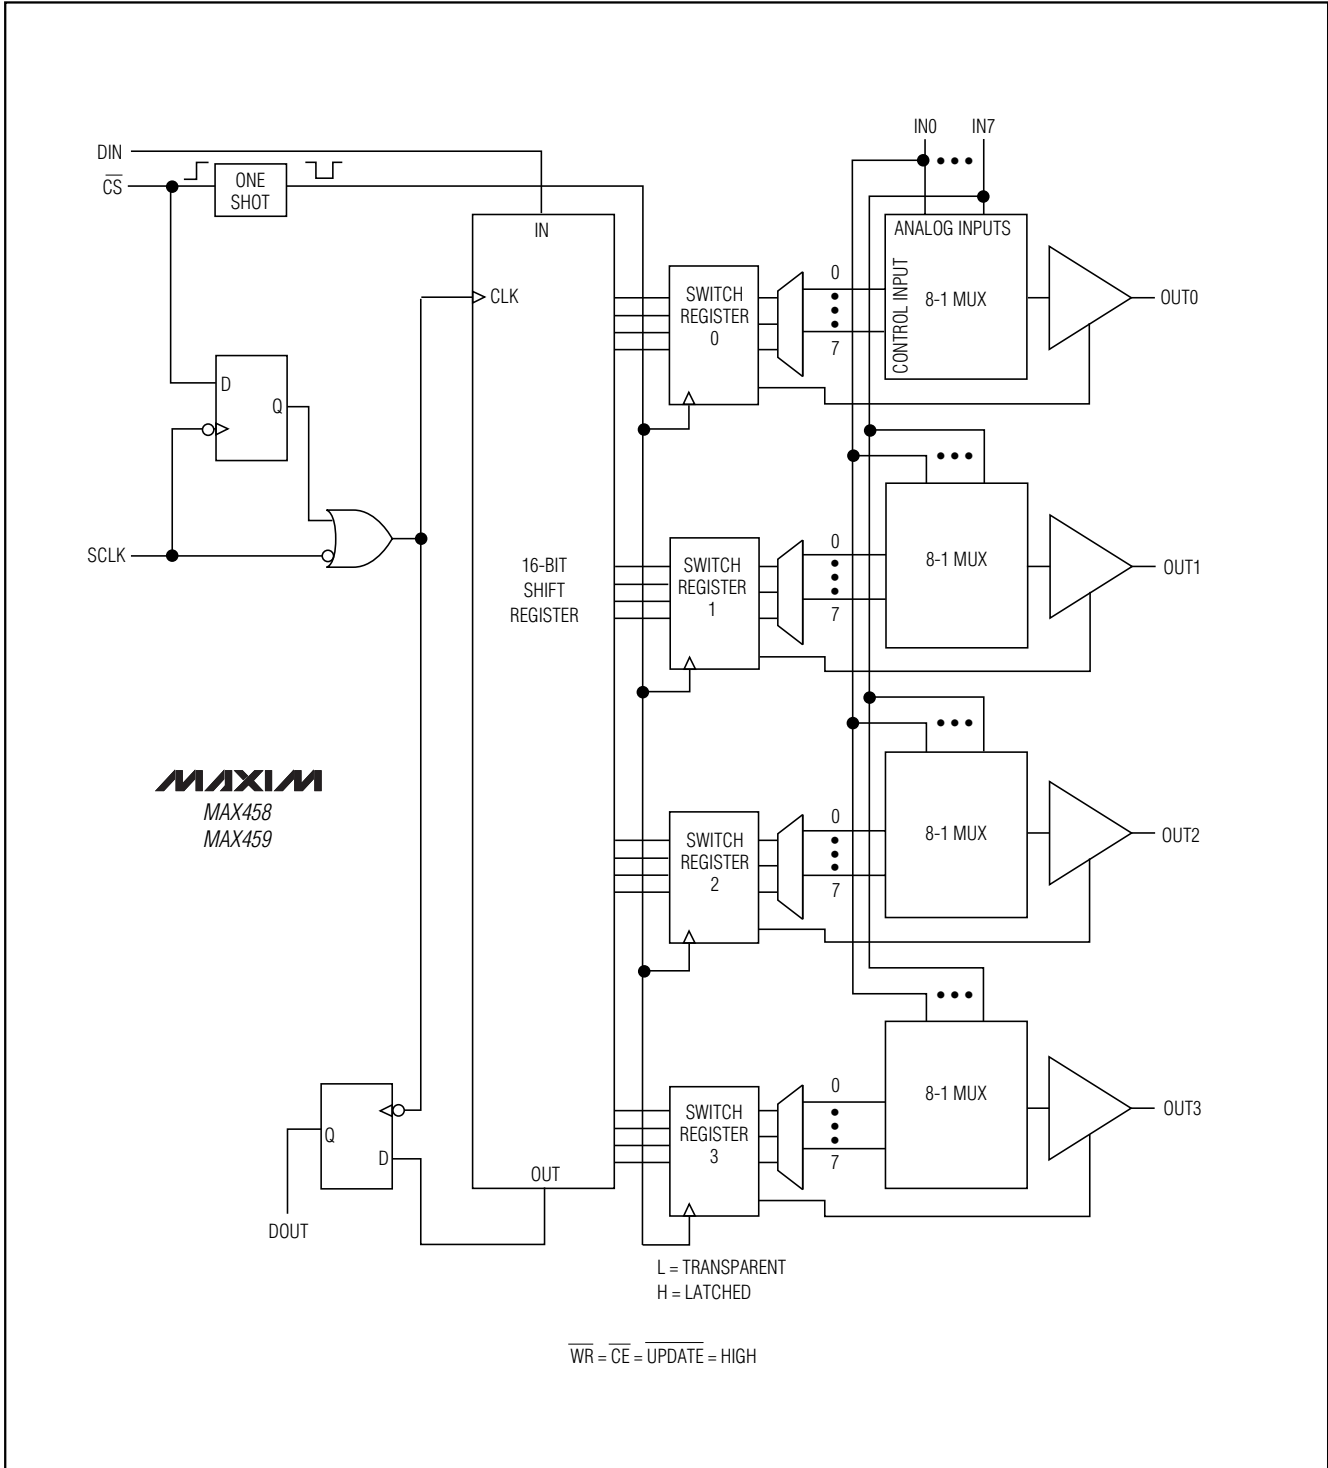 IN0 IN7
DIN
CS
ONE
SHOT
IN
CLK
ANALOG INPUTS
CONTROL INPUT
8-1 MUX
OUT0
SWITCH
REGISTER
0
0
7
D
Q
SCLK
16-BIT
SHIFT
REGISTER
SWITCH
REGISTER
1
0
7
8-1 MUX
OUT1
MAXIM
MAX458
MAX459
SWITCH
REGISTER
2
0
7
8-1 MUX
OUT2
SWITCH
REGISTER
3
0
7
8-1 MUX
OUT3
Q
D
OUT
DOUT
L = TRANSPARENT
H = LATCHED
WR = CE = UPDATE = HIGH